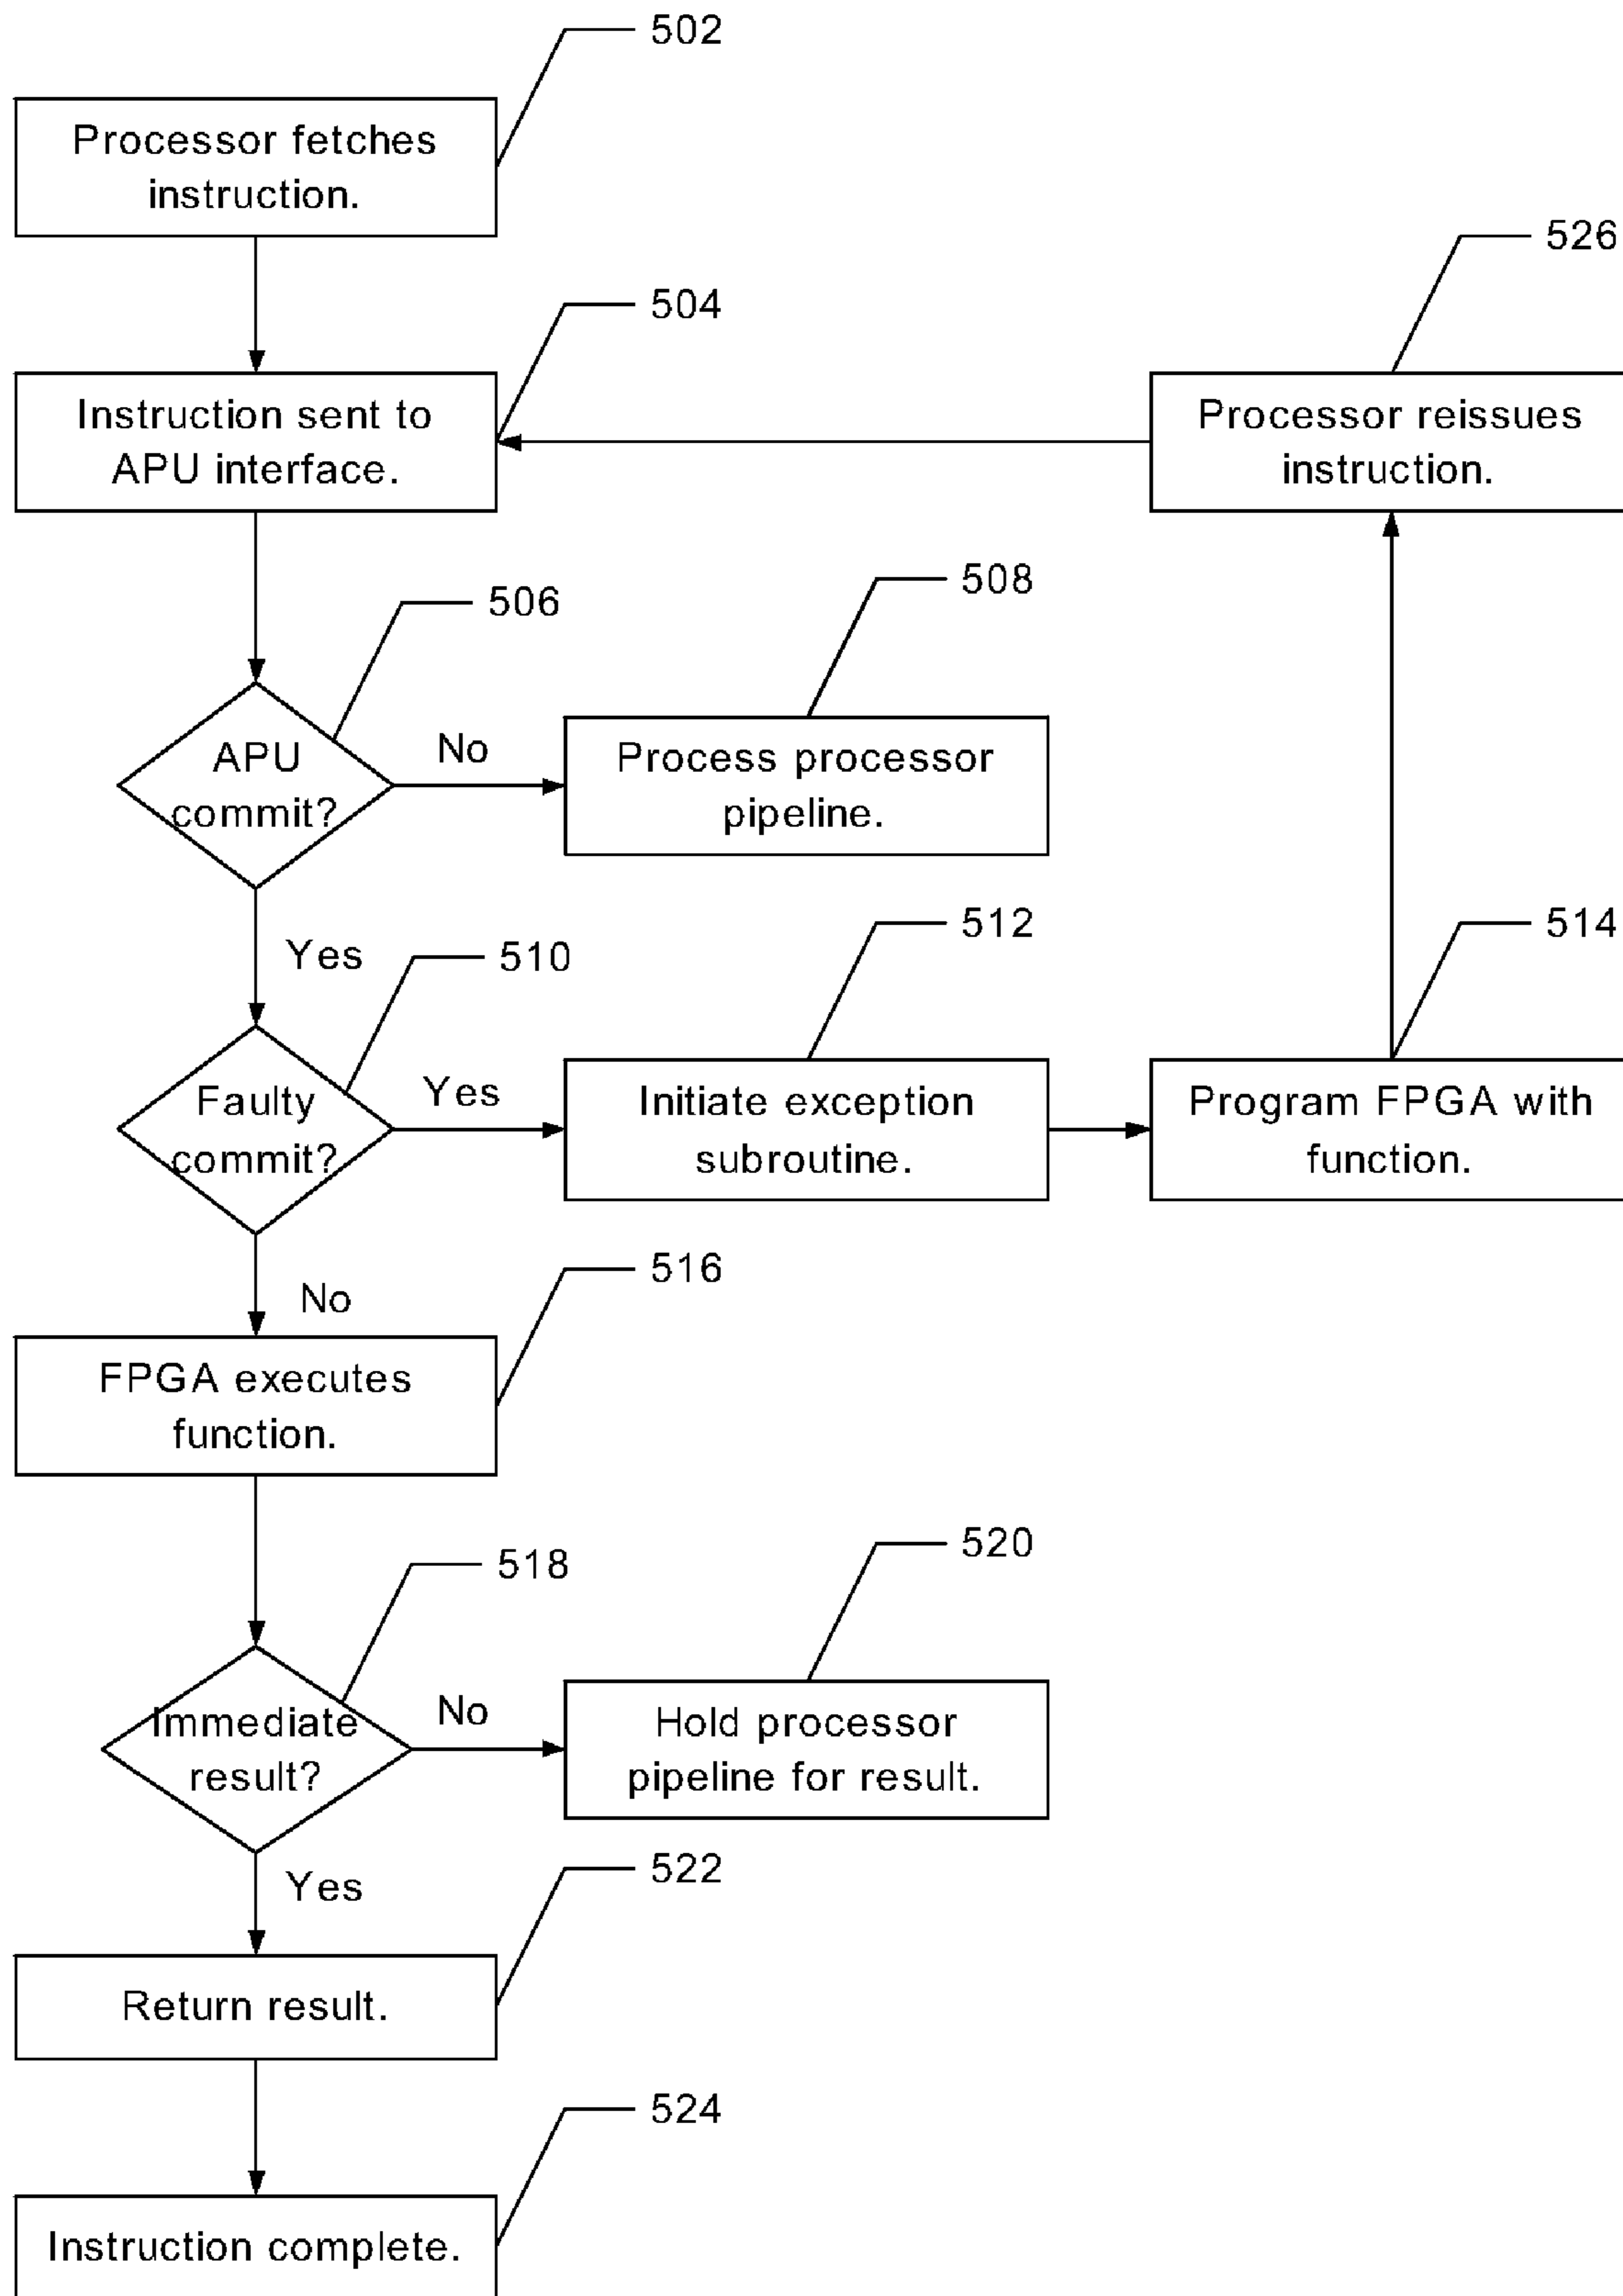 502
Processor fetches
instruction.
526
504
Instruction sent to
APU interface.
Processor reissues
instruction.
506
508
APU
commit?
No
Process processor
pipeline.
Yes
510
512
514
Faulty
commit?
Yes
Initiate exception
subroutine.
Program FPGA with
function.
No
516
FPGA executes
function.
518
520
Immediate
result?
No
Hold processor
pipeline for result.
Yes
522
Return result.
524
Instruction complete.